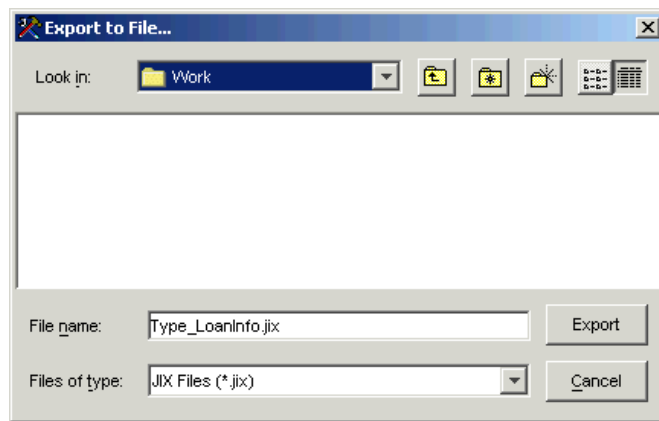 Export to File...
Look in: Work
File name: Type_LoanInfo.jix Export
Files of type: JIX Files (*.jix) Cancel